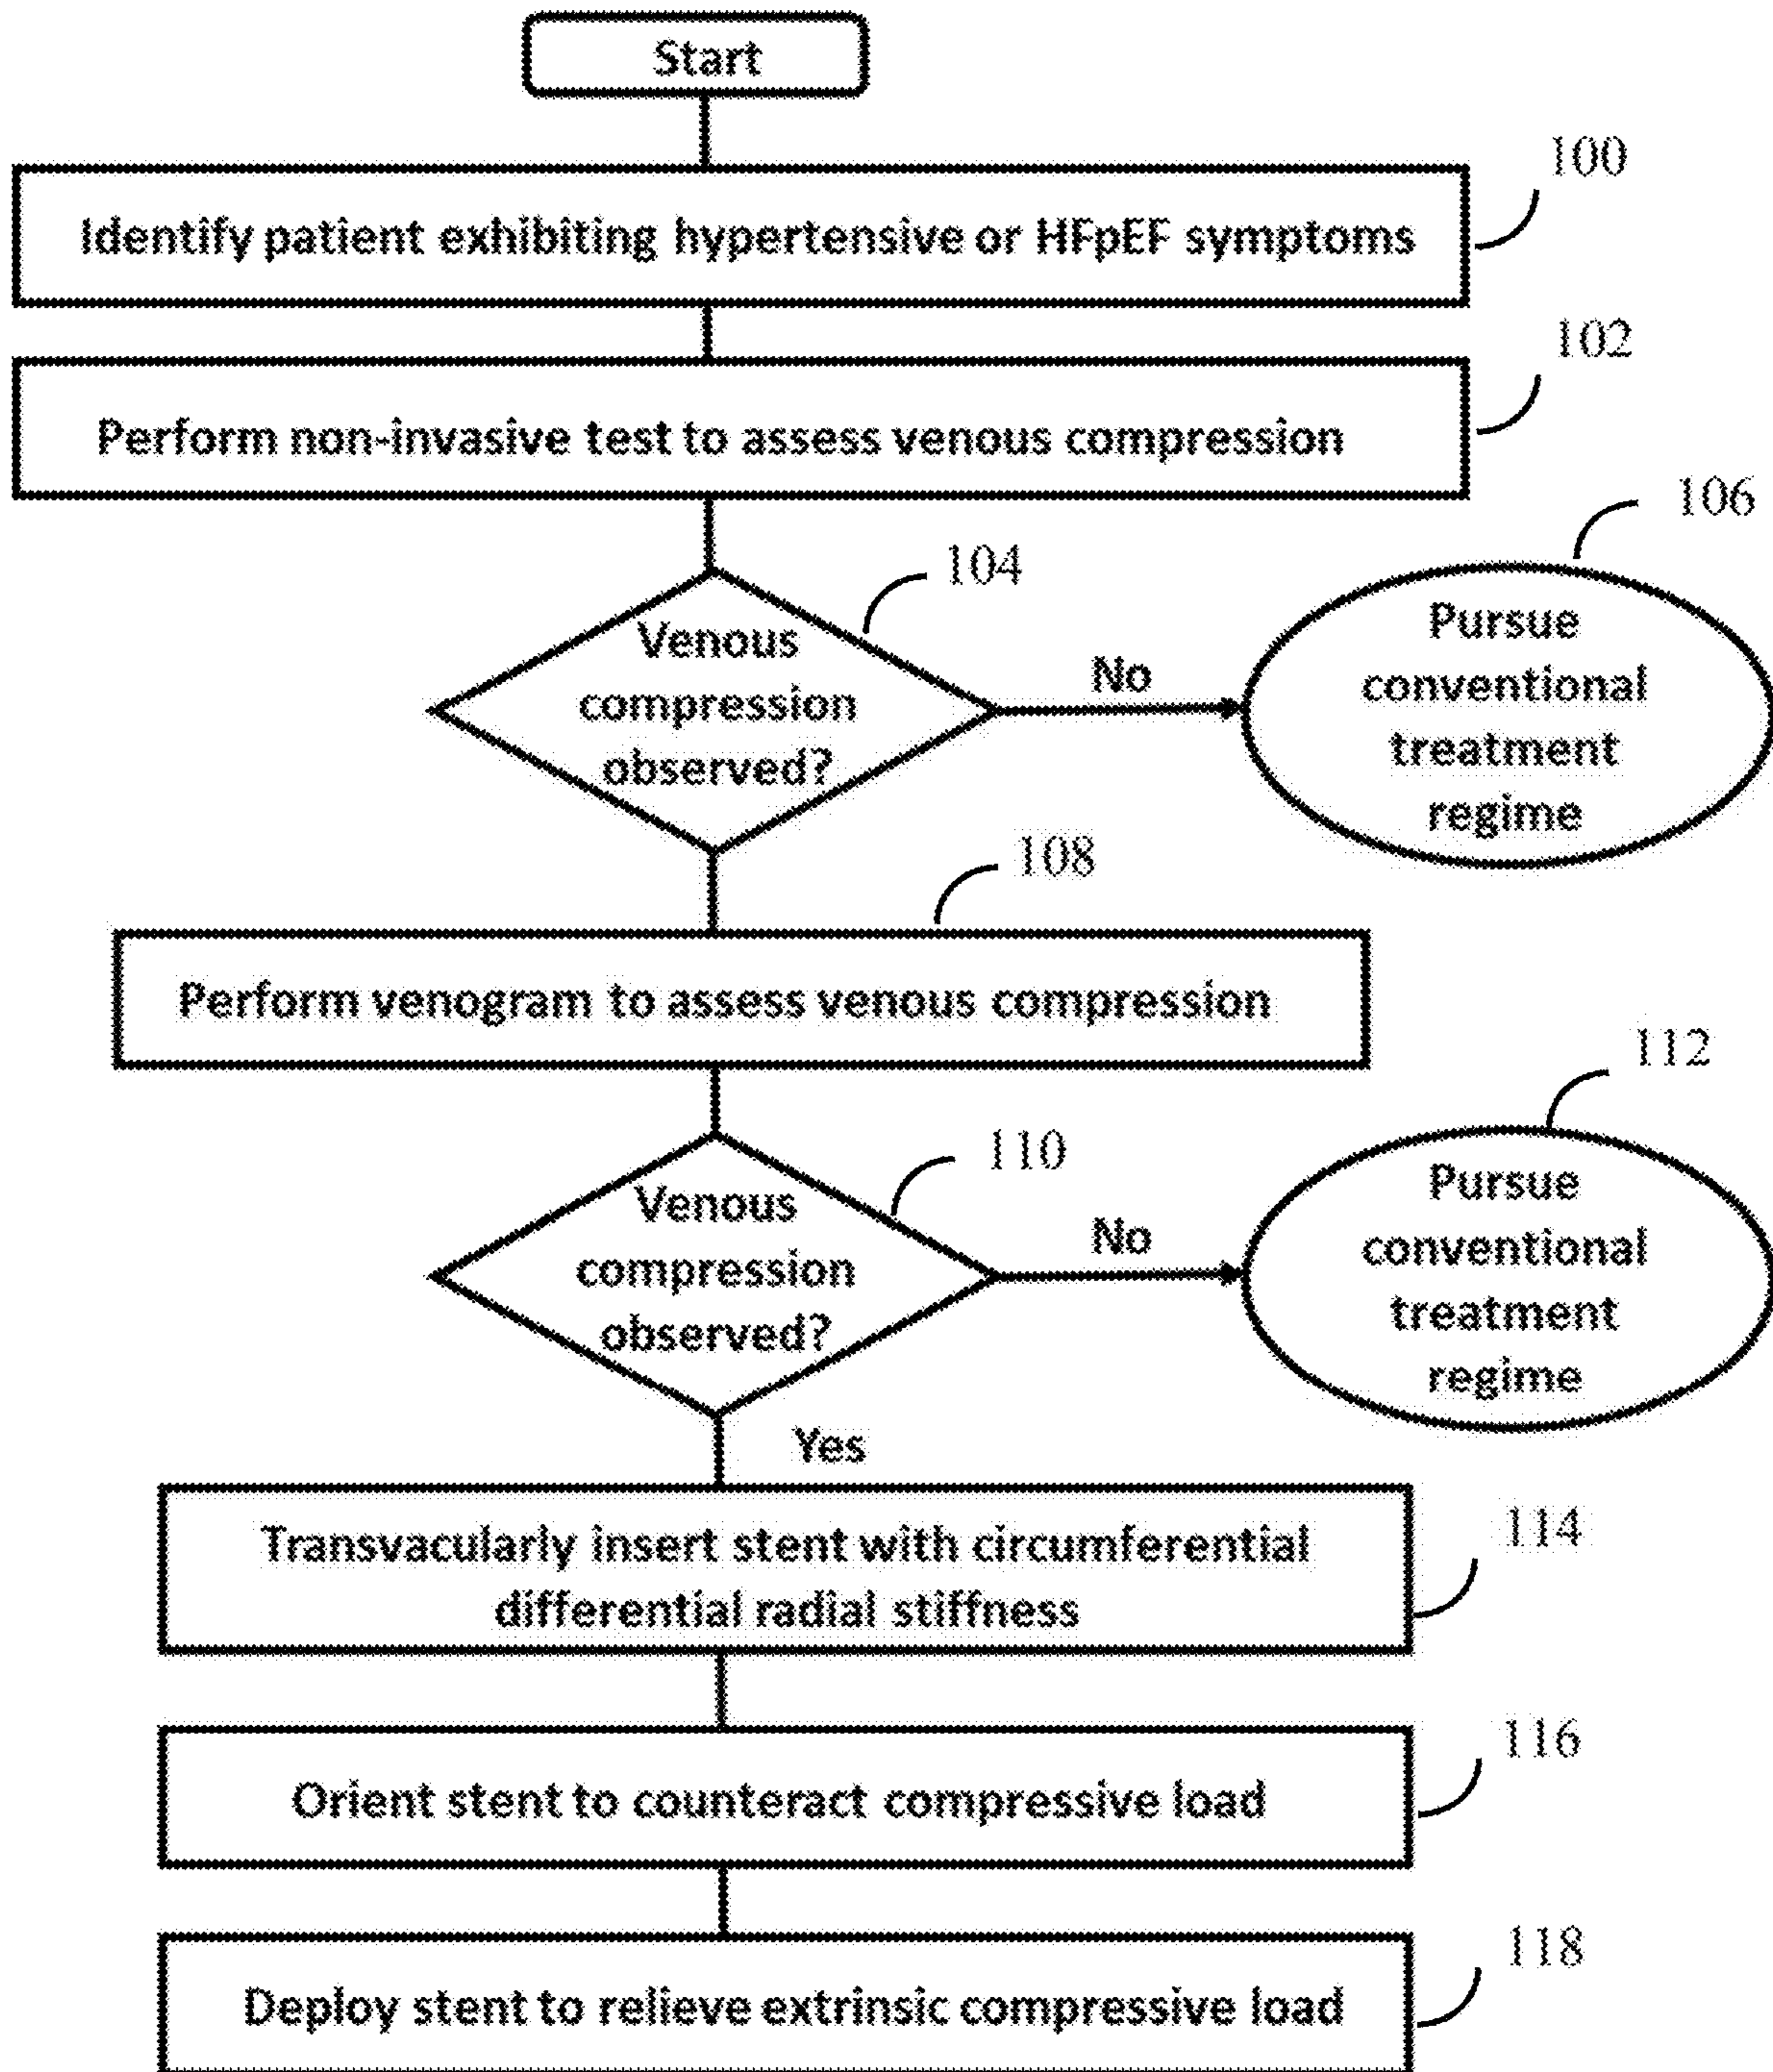 Start
100
Identify patient exhibiting hypertensive or HFpEF symptoms
102
Perform non-invasive test to assess venous compression
106
104
Venous
compression
observed?
No
Pursue
conventional
treatment
regime
108
Perform venogram to assess venous compression
112
110
Venous
compression
observed?
No
Pursue
conventional
treatment
regime
Yes
Transvacularly insert stent with circumferential
differential radial stiffness
114
116
Orient stent to counteract compressive load
118
Deploy stent to relieve extrinsic compressive load